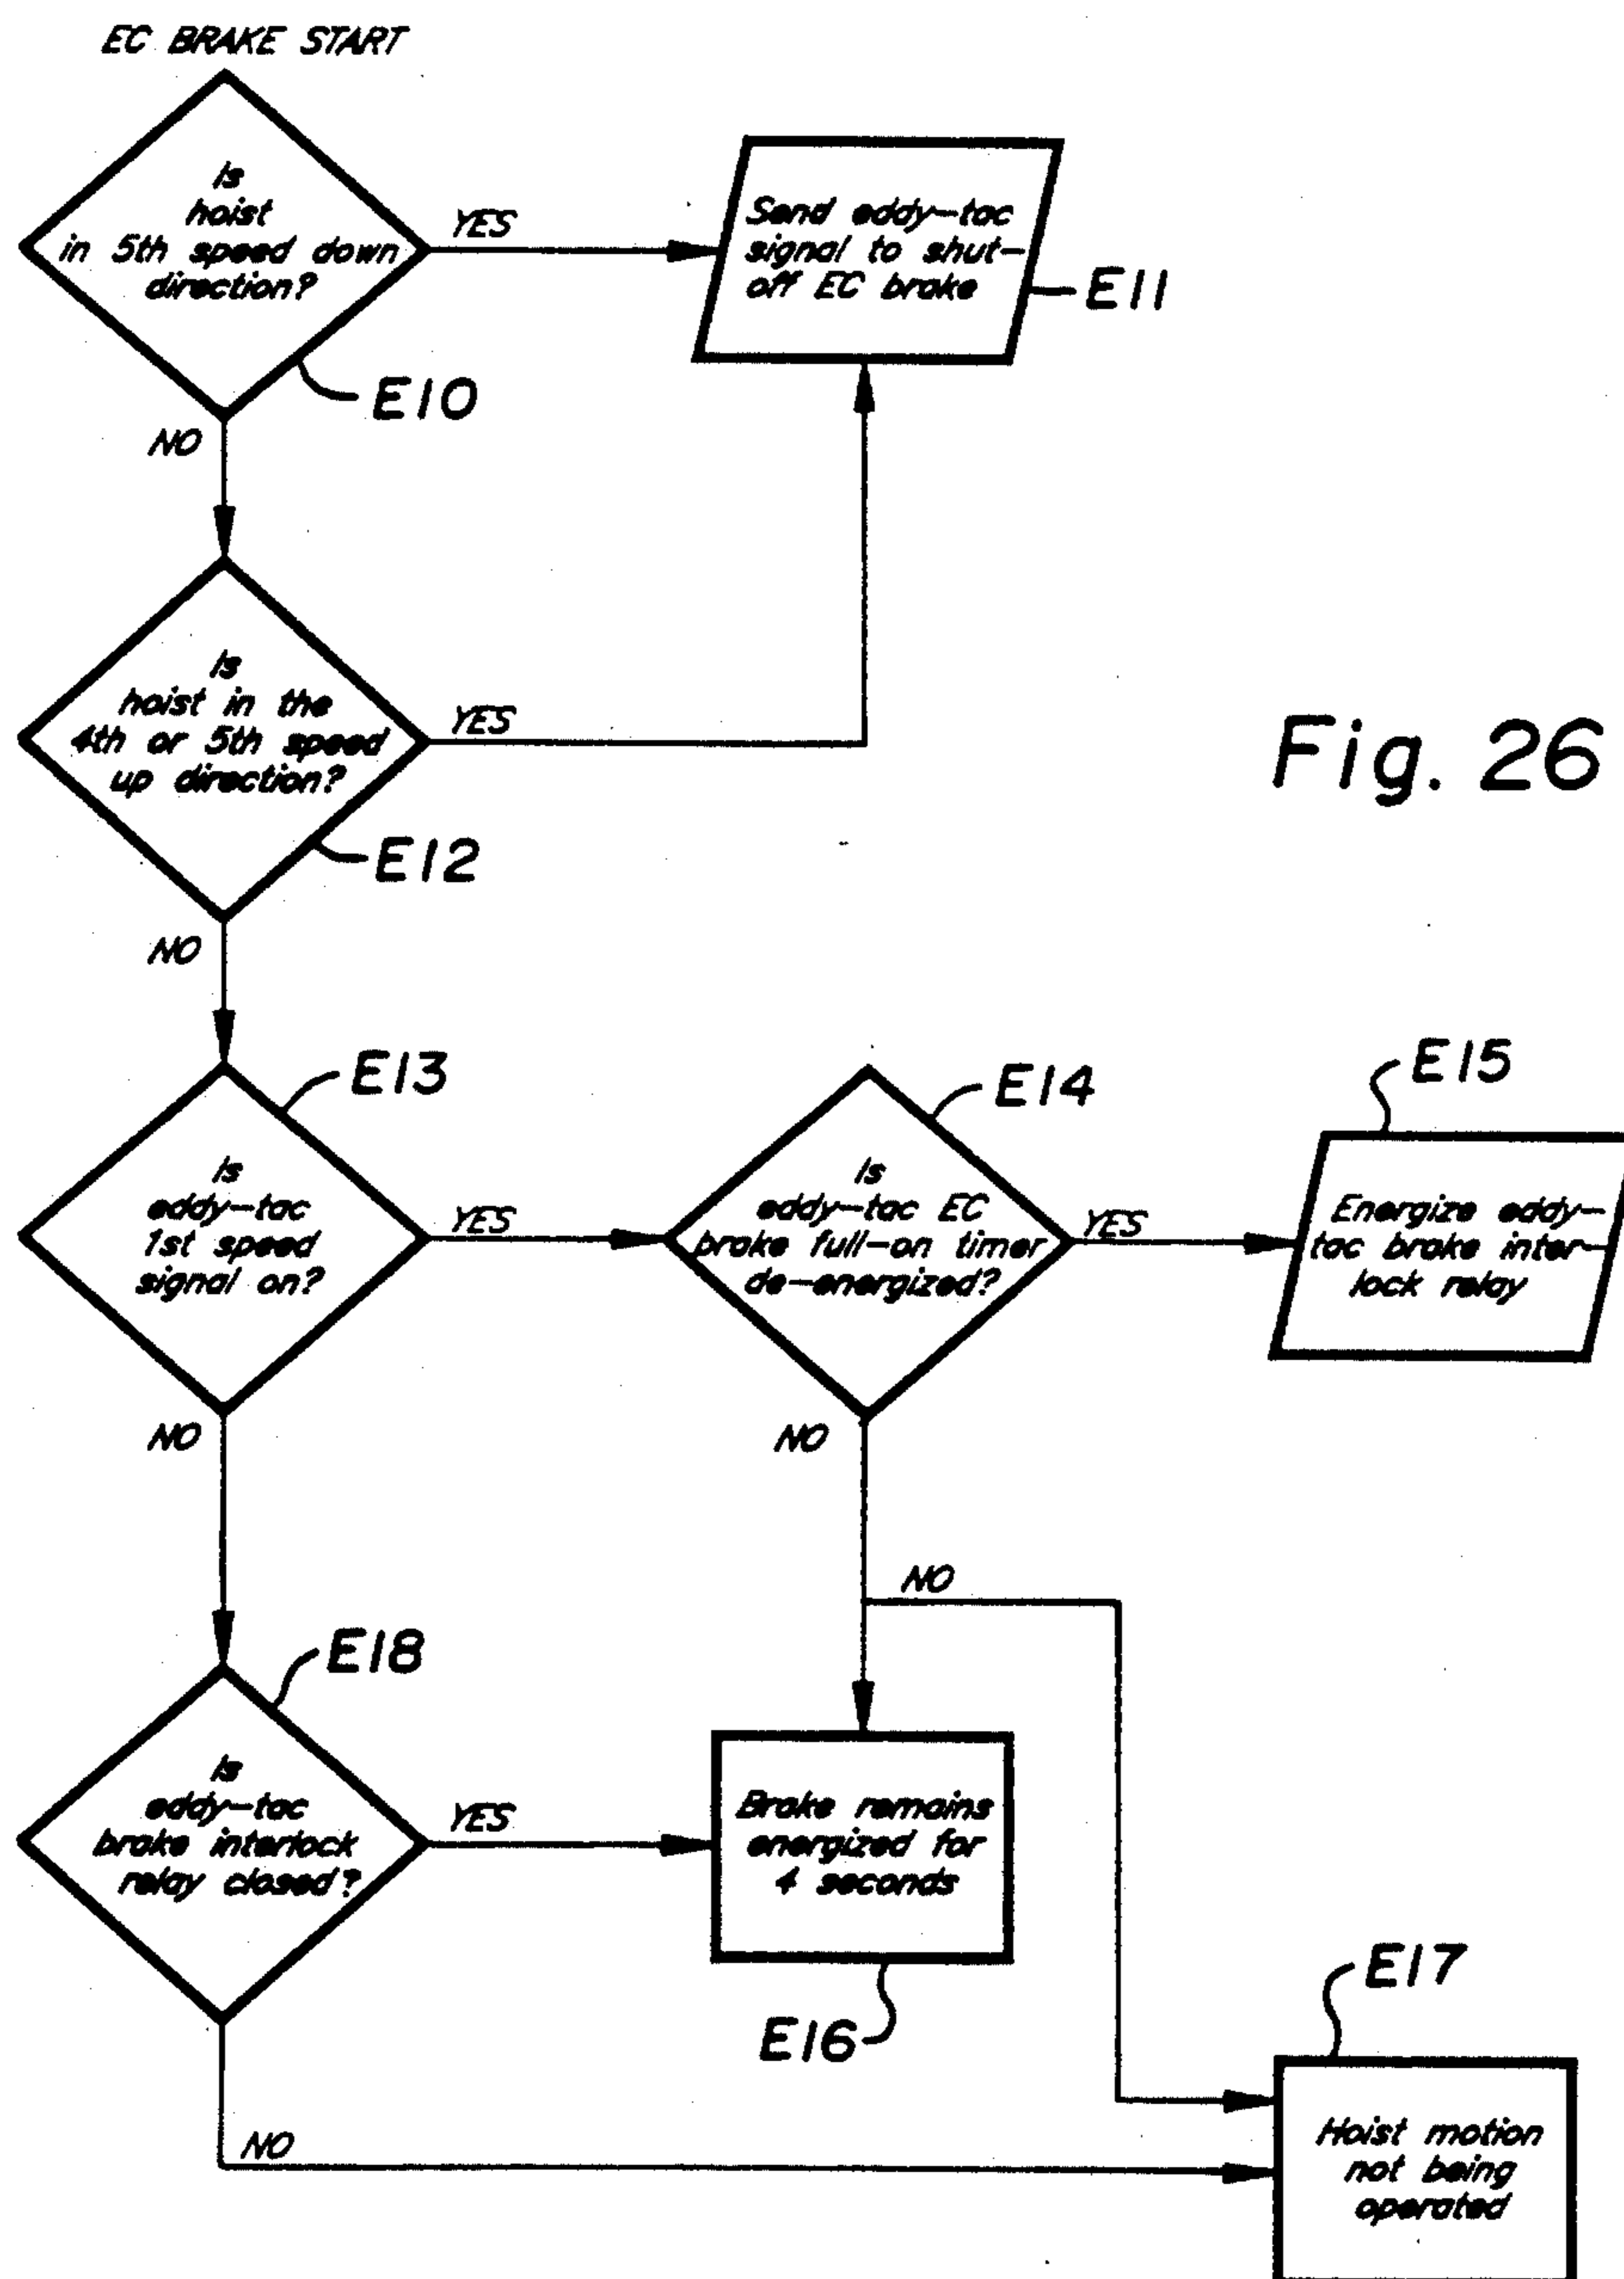 EC BRAKE START
Is
hoist
in 5th speed down
direction?
YES
Send eddy-tac
signal to shut-
off EC brake
E11
E10
NO
Is
hoist in the
4th or 5th speed
up direction?
YES
E12
NO
Fig. 26
E13
Is
eddy-tac
1st speed
signal on?
YES
E14
Is
eddy-tac EC
brake full-on timer
de-energized?
YES
E15
Energize eddy-
tac brake inter-
lock relay
NO
NO
NO
E18
Is
eddy-tac
brake interlock
relay closed?
YES
Brake remains
energized for
4 seconds
E16
NO
E17
Hoist motion
not being
operated